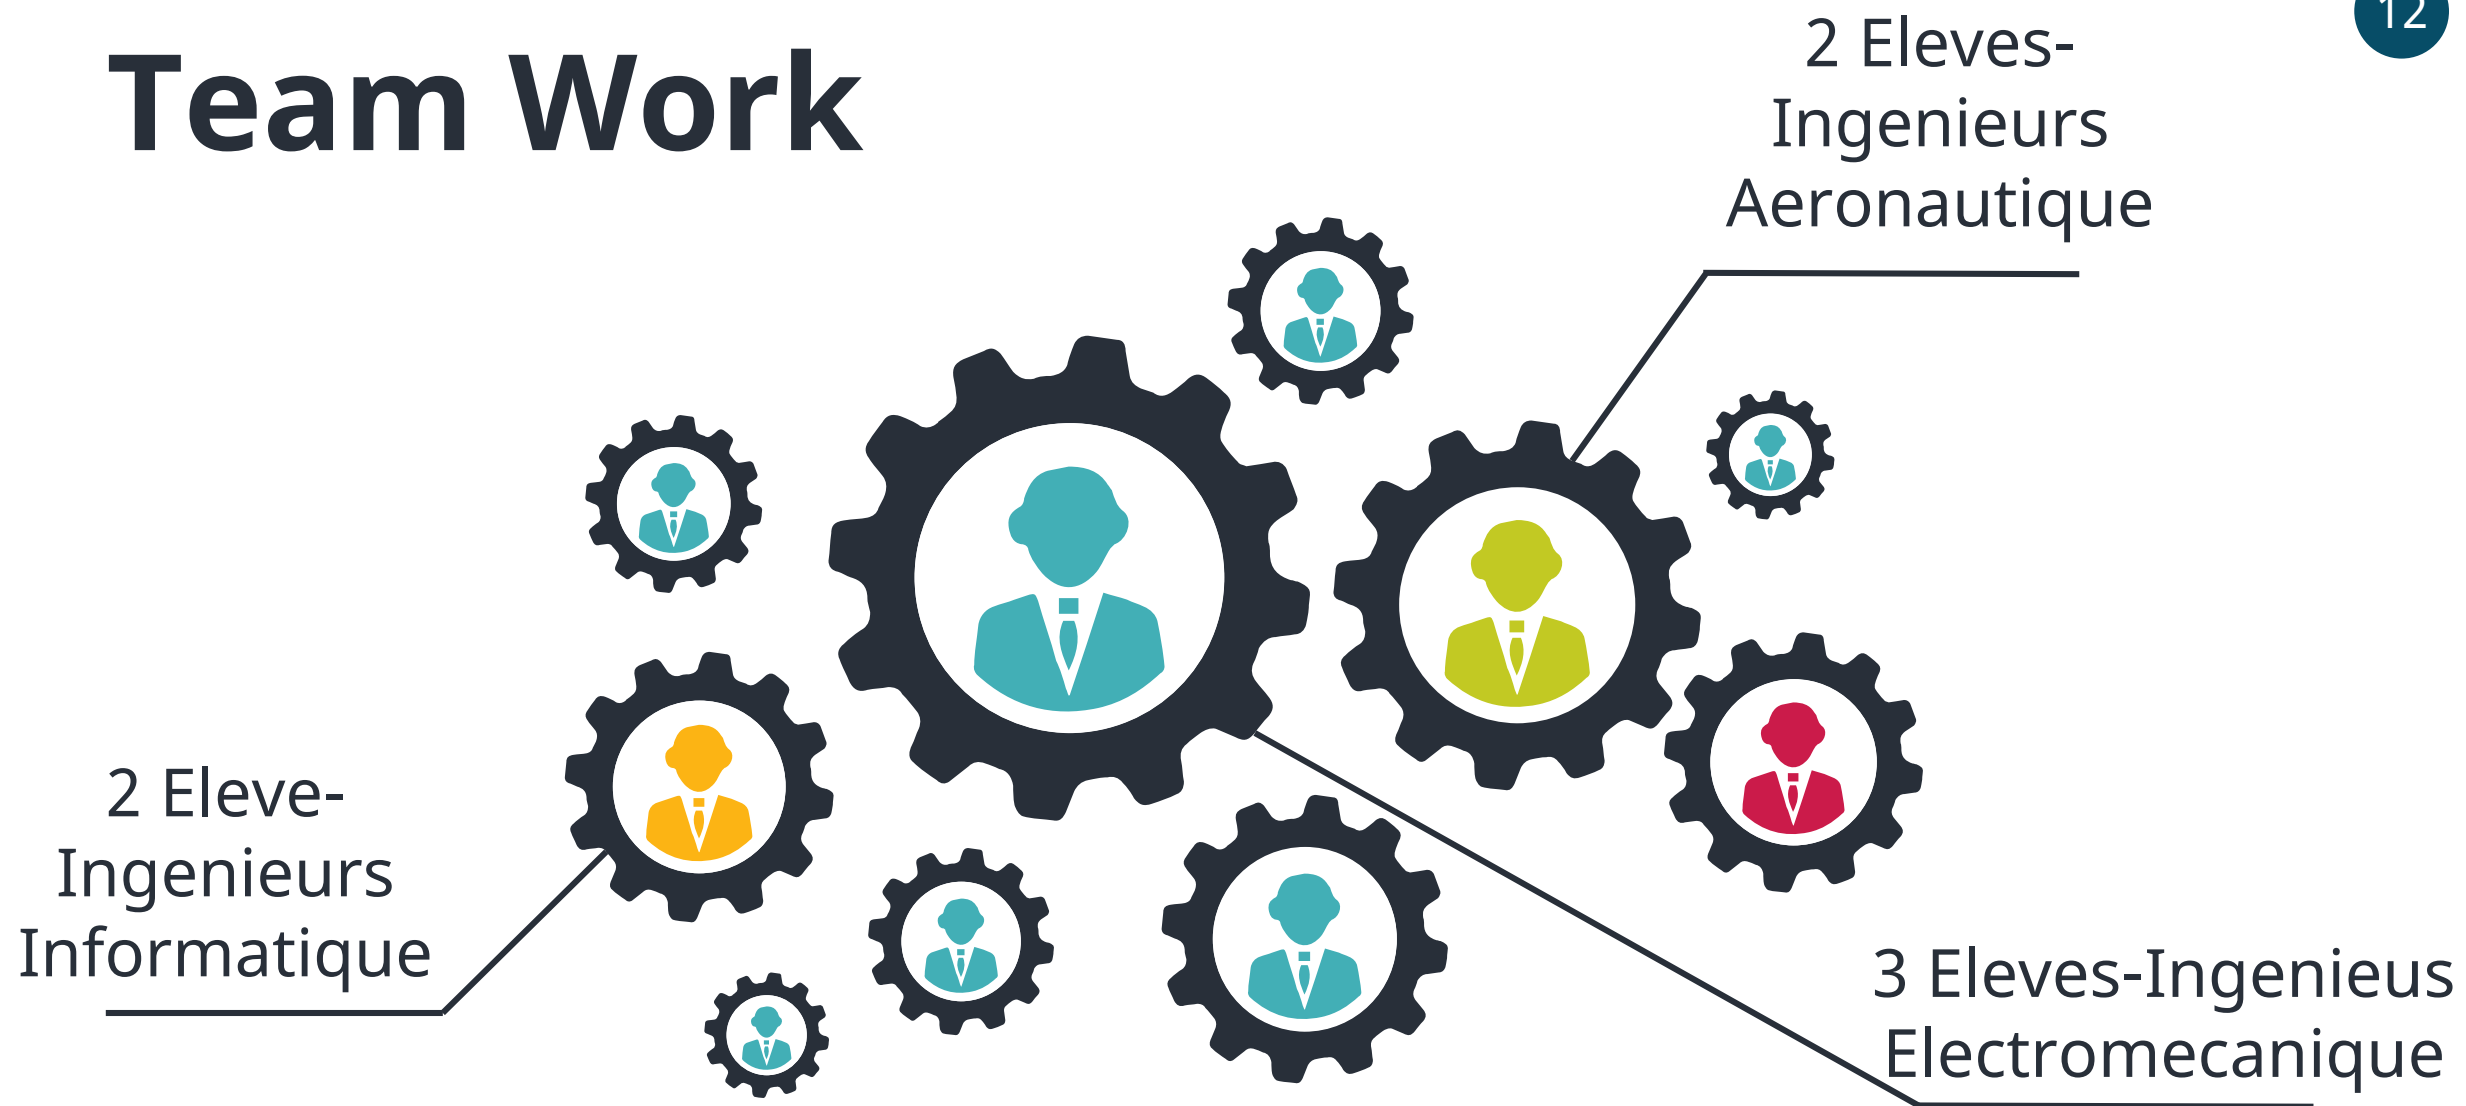 Team Work
12
2 Eleves-
Ingenieurs
Aeronautique
2 Eleve-
Ingenieurs
Informatique
3 Eleves-Ingenieus
Electromecanique